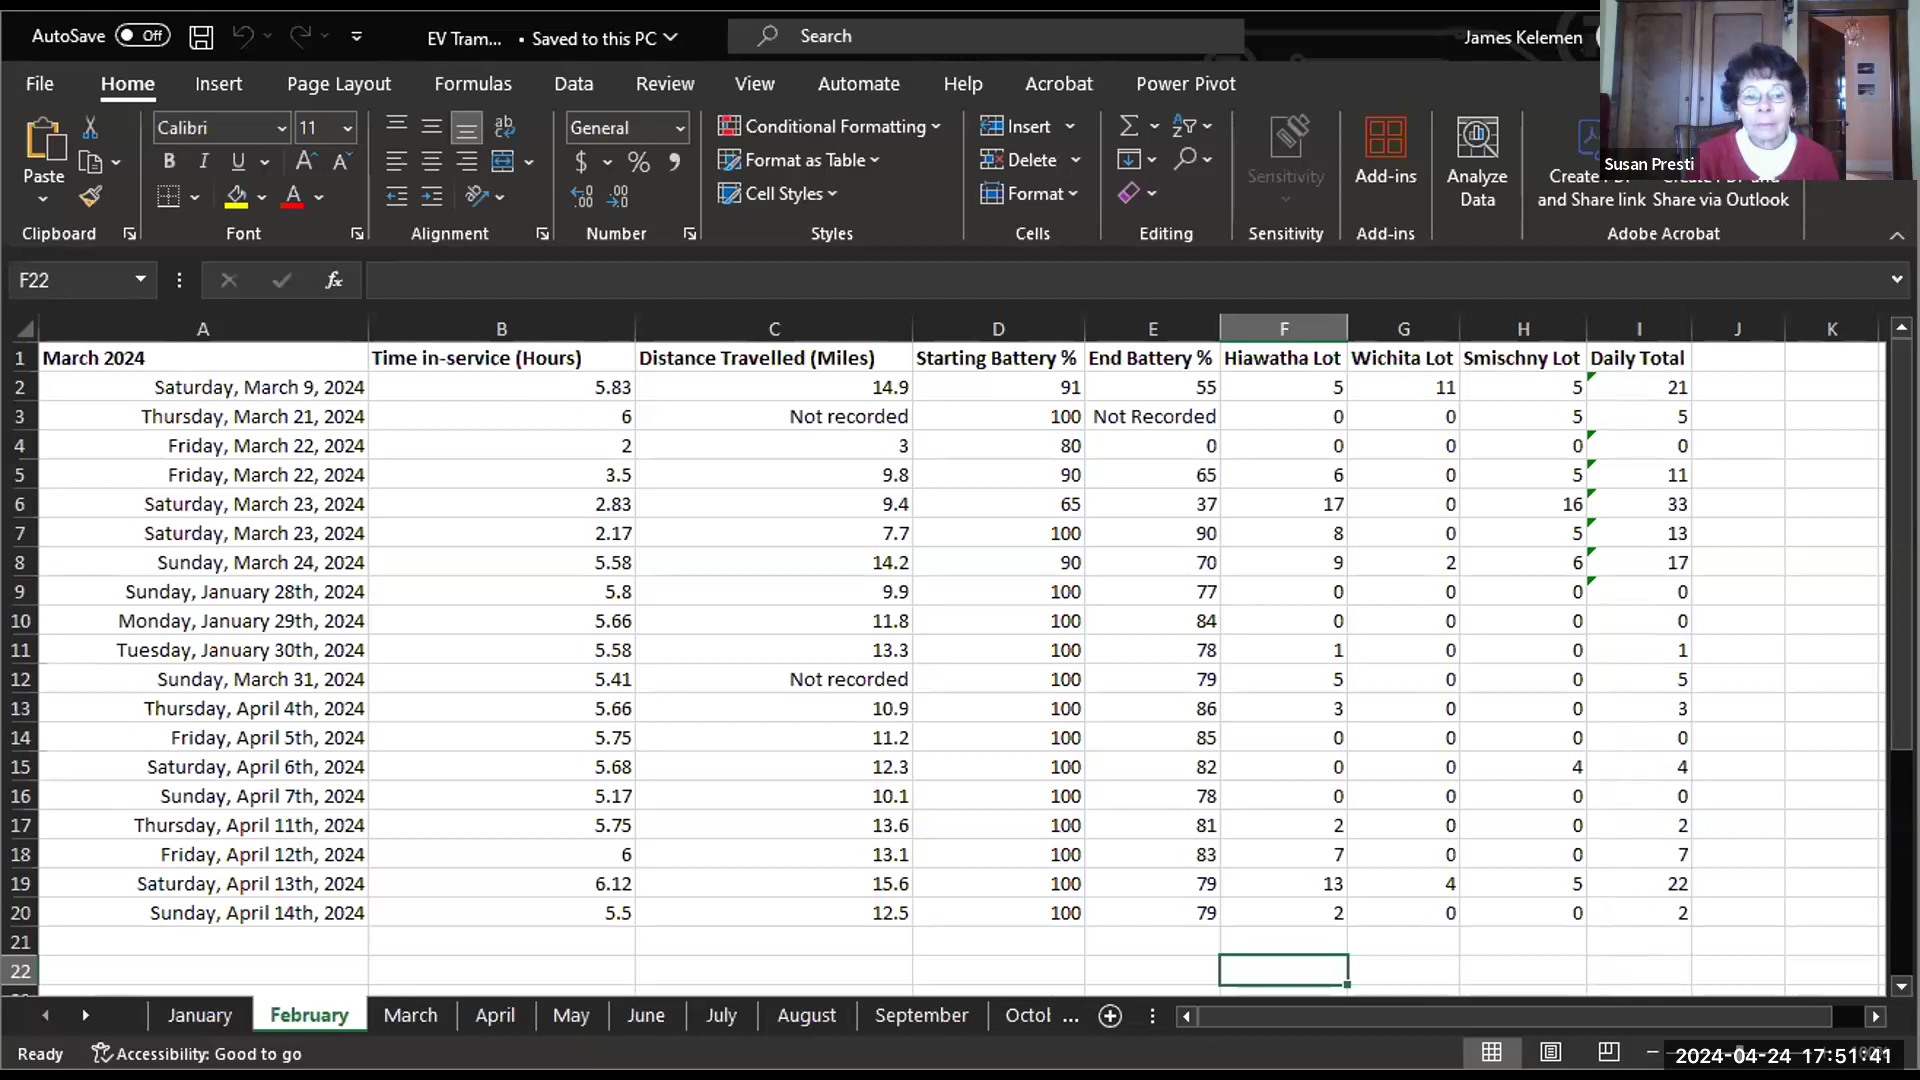 AutoSave Off EV Tram... • Saved to this PC Search James Kelemen
File Home Insert Page Layout Formulas Data Review View Automate Help Acrobat Power Pivot
Susan Presti
Paste
Calibri 11
B I U A A
A
ab
General
$ % 9
Conditional Formatting
Format as Table
Cell Styles
Insert
Delete
Format
Sensitivity
Add-ins
Analyze
Data
and Share link
Share via Outlook
Clipboard Font Alignment Number Styles Cells Editing Sensitivity Add-ins Adobe Acrobat
F22 fx
A B C D E F G H I J K
1 March 2024 Time in-service (Hours) Distance Travelled (Miles) Starting Battery % End Battery % Hiawatha Lot Wichita Lot Smischny Lot Daily Total
2 Saturday, March 9, 2024 5.83 14.9 91 55 5 11 5 21
3 Thursday, March 21, 2024 6 Not recorded 100 Not Recorded 0 0 5 5
4 Friday, March 22, 2024 2 3 80 0 0 0 0 0
5 Friday, March 22, 2024 3.5 9.8 90 65 6 0 5 11
6 Saturday, March 23, 2024 2.83 9.4 65 37 17 0 16 33
7 Saturday, March 23, 2024 2.17 7.7 100 90 8 0 5 13
8 Sunday, March 24, 2024 5.58 14.2 90 70 9 2 6 17
9 Sunday, January 28th, 2024 5.8 9.9 100 77 0 0 0 0
10 Monday, January 29th, 2024 5.66 11.8 100 84 0 0 0 0
11 Tuesday, January 30th, 2024 5.58 13.3 100 78 1 0 0 1
12 Sunday, March 31, 2024 5.41 Not recorded 100 79 5 0 0 5
13 Thursday, April 4th, 2024 5.66 10.9 100 86 3 0 0 3
14 Friday, April 5th, 2024 5.75 11.2 100 85 0 0 0 0
15 Saturday, April 6th, 2024 5.68 12.3 100 82 0 0 4 4
16 Sunday, April 7th, 2024 5.17 10.1 100 78 0 0 0 0
17 Thursday, April 11th, 2024 5.75 13.6 100 81 2 0 0 2
18 Friday, April 12th, 2024 6 13.1 100 83 7 0 0 7
19 Saturday, April 13th, 2024 6.12 15.6 100 79 13 4 5 22
20 Sunday, April 14th, 2024 5.5 12.5 100 79 2 0 0 2
21
22
January February March April May June July August September Octol ...
Ready Accessibility: Good to go 2024-04-24 17:51:41